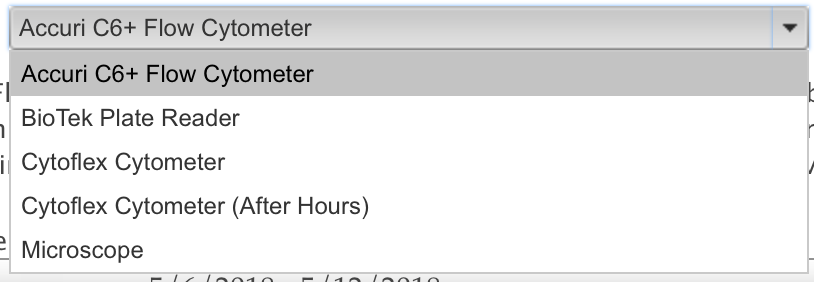 Accuri C6+ Flow Cytometer
Accuri C6+ Flow Cytometer
BioTek Plate Reader
Cytoflex Cytometer
Cytoflex Cytometer (After Hours)
Microscope